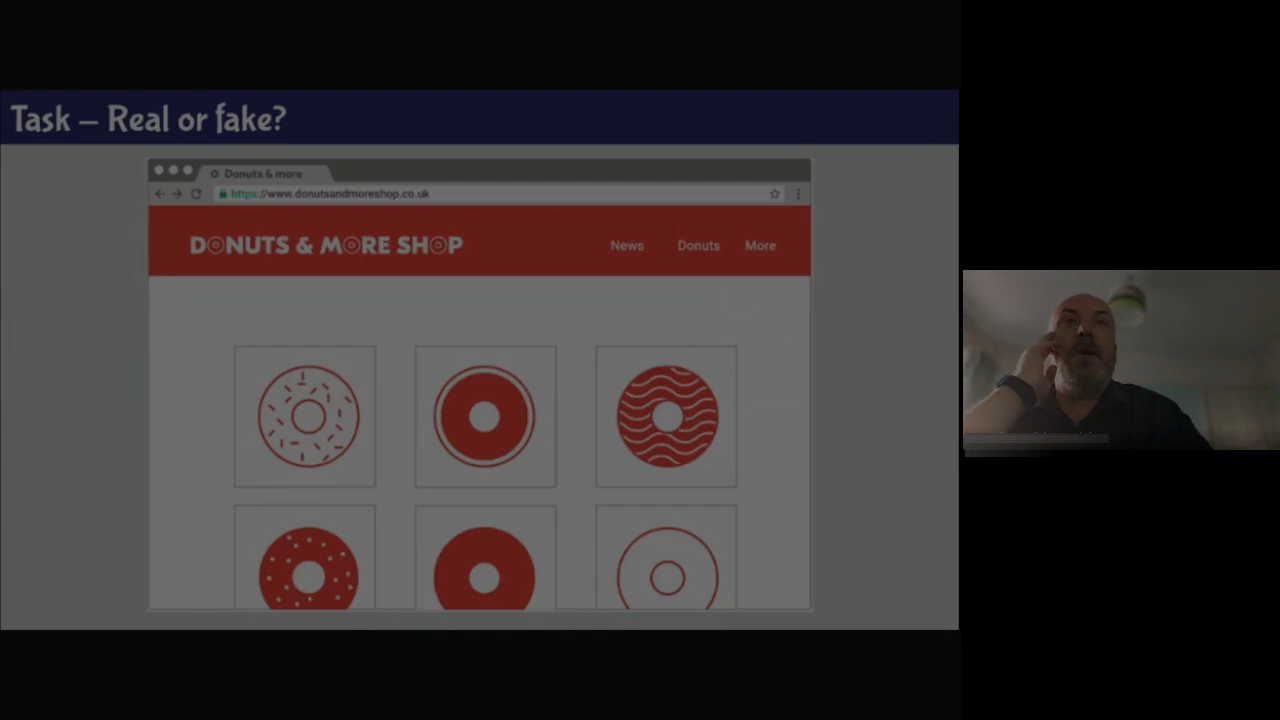 Task – Real or fake?
Donuts & more
https://www.donutsandmoreshop.co.uk
DONUTS & MORE SHOP
News Donuts More